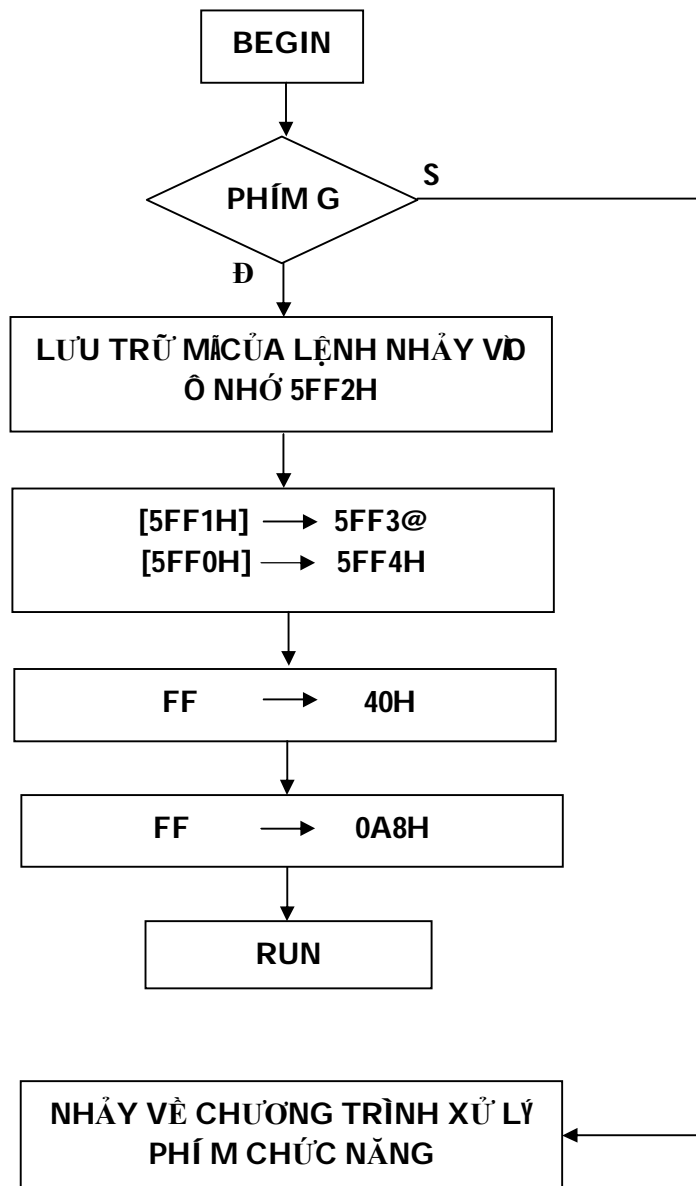 BEGIN
PHÍM G
S
Đ
LƯU TRỮ MÃ CỦA LỆNH NHẢY VÀO
Ô NHỚ 5FF2H
[5FF1H] → 5FF3@
[5FF0H] → 5FF4H
FF → 40H
FF → 0A8H
RUN
NHẢY VỀ CHƯƠNG TRÌNH XỬ LÝ
PHÍ M CHỨC NĂNG